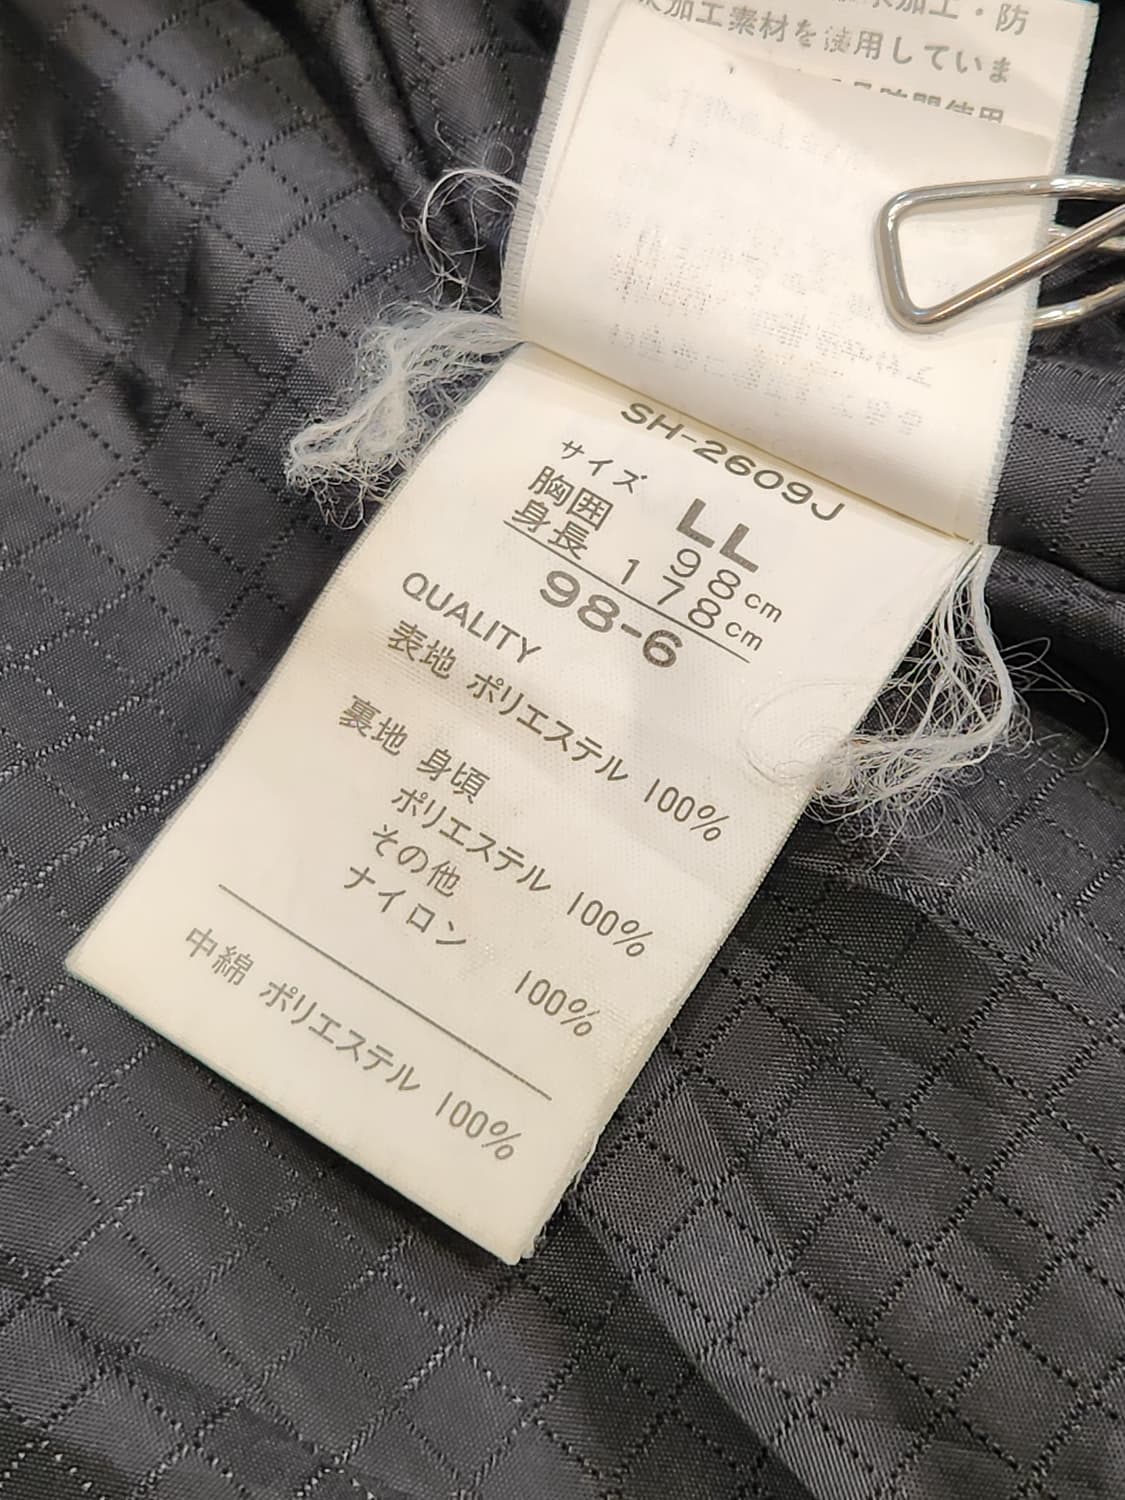 加工・防
加工素材を使用していま
SH-2609J
サイズ LL
胸囲 98cm
身長 178cm
98-6
QUALITY
表地 ポリエステル 100%
裏地 身頃
ポリエステル 100%
その他
ナイロン 100%
中綿 ポリエステル 100%